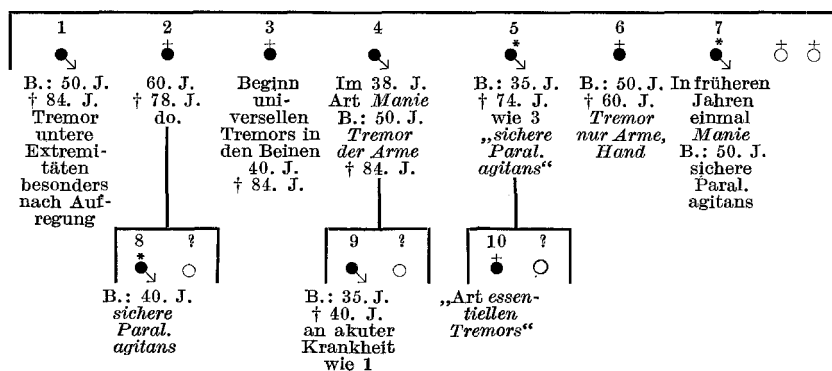 1 2 3 4 5 6 7
B.: 50. J.
† 84. J.
Tremor
untere
Extremi-
täten
besonders
nach Auf-
regung
60. J.
† 78. J.
do.
Beginn
uni-
versellen
Tremors in
den Beinen
40. J.
† 84. J.
Im 38. J.
Art Manie
B.: 50. J.
Tremor
der Arme
† 84. J.
B.: 35. J.
† 74. J.
wie 3
„sichere
Paral.
agitans“
B.: 50. J.
† 60. J.
Tremor
nur Arme,
Hand
In früheren
Jahren
einmal
Manie
B.: 50. J.
sichere
Paral.
agitans
8 ?
B.: 40. J.
sichere
Paral.
agitans
9 ?
B.: 35. J.
† 40. J.
an akuter
Krankheit
wie 1
10 ?
„Art essen-
tiellen
Tremors“